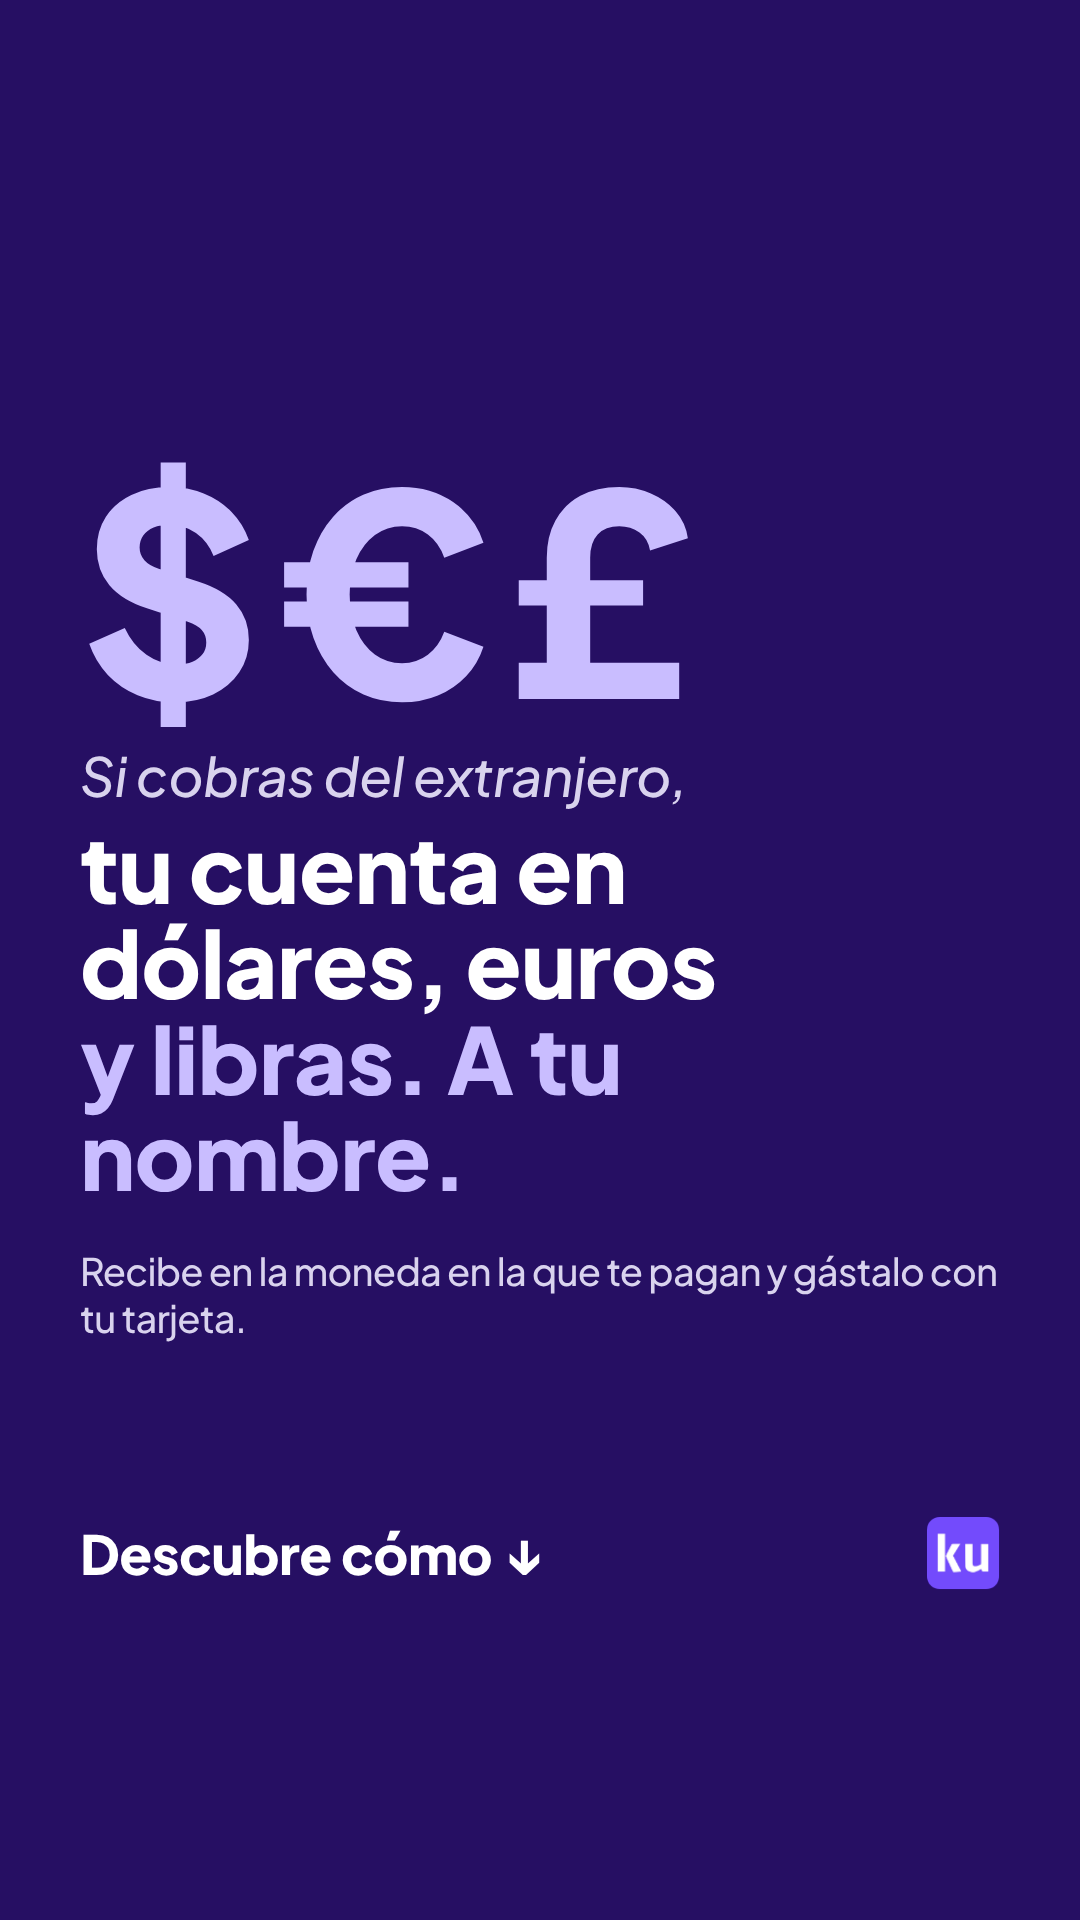 $€£
Si cobras del extranjero,
tu cuenta en
dólares, euros
y libras. A tu
nombre.
Recibe en la moneda en la que te pagan y gástalo con
tu tarjeta.
Descubre cómo ↓
ku